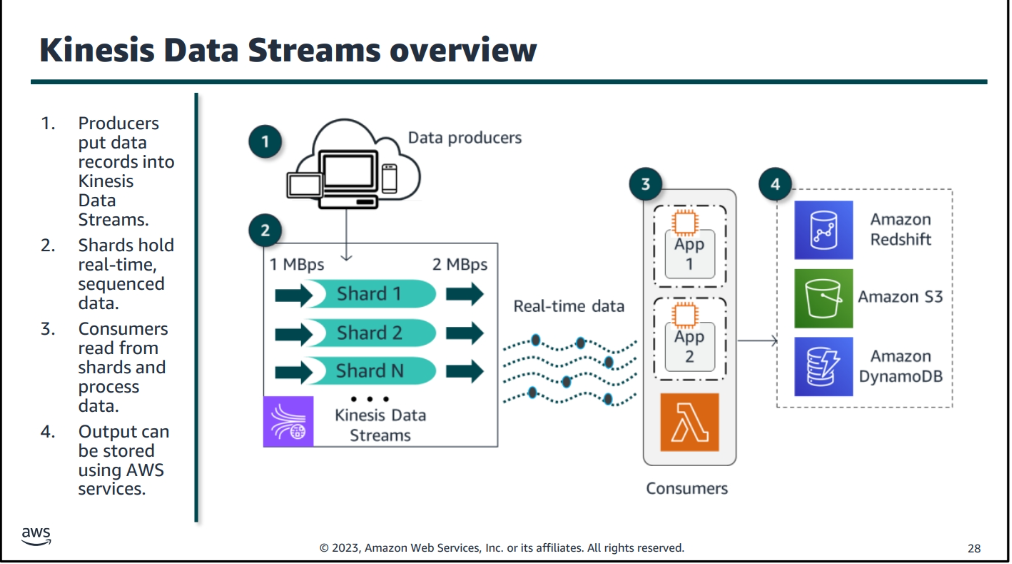 Kinesis Data Streams overview
1. Producers
put data
records into
Kinesis
Data
Streams.
2. Shards hold
real-time,
sequenced
data.
3. Consumers
read from
shards and
process
data.
4. Output can
be stored
using AWS
services.
1
Data producers
2
1 MBps
2 MBps
Shard 1
Shard 2
Shard N
• • •
Kinesis Data
Streams
Real-time data
3
App
1
App
2
Consumers
4
Amazon
Redshift
Amazon S3
Amazon
DynamoDB
aws
© 2023, Amazon Web Services, Inc. or its affiliates. All rights reserved.
28